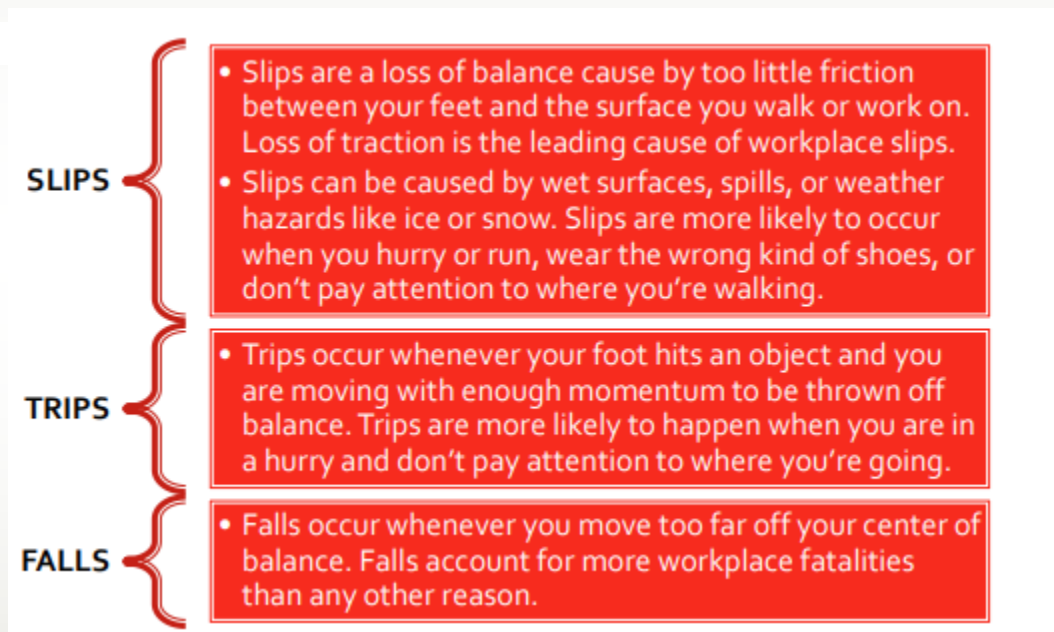 SLIPS
• Slips are a loss of balance cause by too little friction
between your feet and the surface you walk or work on.
Loss of traction is the leading cause of workplace slips.
• Slips can be caused by wet surfaces, spills, or weather
hazards like ice or snow. Slips are more likely to occur
when you hurry or run, wear the wrong kind of shoes, or
don't pay attention to where you're walking.
TRIPS
• Trips occur whenever your foot hits an object and you
are moving with enough momentum to be thrown off
balance. Trips are more likely to happen when you are in
a hurry and don't pay attention to where you're going.
FALLS
• Falls occur whenever you move too far off your center of
balance. Falls account for more workplace fatalities
than any other reason.